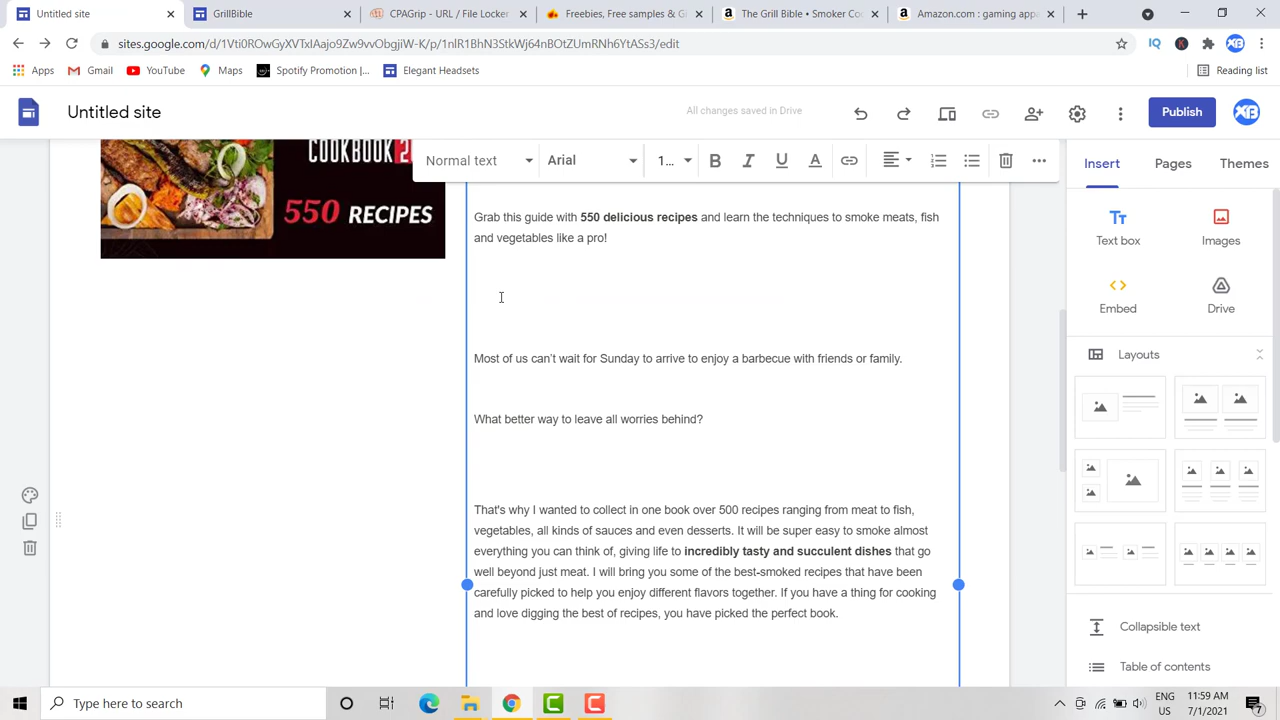 Untitled site
GrillBible
CPAGrip - URL / File Locker
Freebies, free samples & G
The Grill Bible • Smoker Co
Amazon.com : gaming appe
sites.google.com/d/1Vti0ROwGyXVTxIAajo9Zw9vvObgjiW-K/p/1nlR1BhN3StkWj64nBOtZUmRNh6YtASs3/edit
Apps
Gmail
YouTube
Maps
Spotify Promotion |...
Elegant Headsets
Reading list
Untitled site
All changes saved in Drive
Publish
COOKBOOK
550 RECIPES
Normal text
Arial
1...
B
I
U
A
Insert
Pages
Themes
Grab this guide with 550 delicious recipes and learn the techniques to smoke meats, fish
and vegetables like a pro!
Most of us can't wait for Sunday to arrive to enjoy a barbecue with friends or family.
What better way to leave all worries behind?
That's why I wanted to collect in one book over 500 recipes ranging from meat to fish,
vegetables, all kinds of sauces and even desserts. It will be super easy to smoke almost
everything you can think of, giving life to incredibly tasty and succulent dishes that go
well beyond just meat. I will bring you some of the best-smoked recipes that have been
carefully picked to help you enjoy different flavors together. If you have a thing for cooking
and love digging the best of recipes, you have picked the perfect book.
Text box
Images
Embed
Drive
Layouts
Collapsible text
Table of contents
Type here to search
ENG
US
11:59 AM
7/1/2021
7